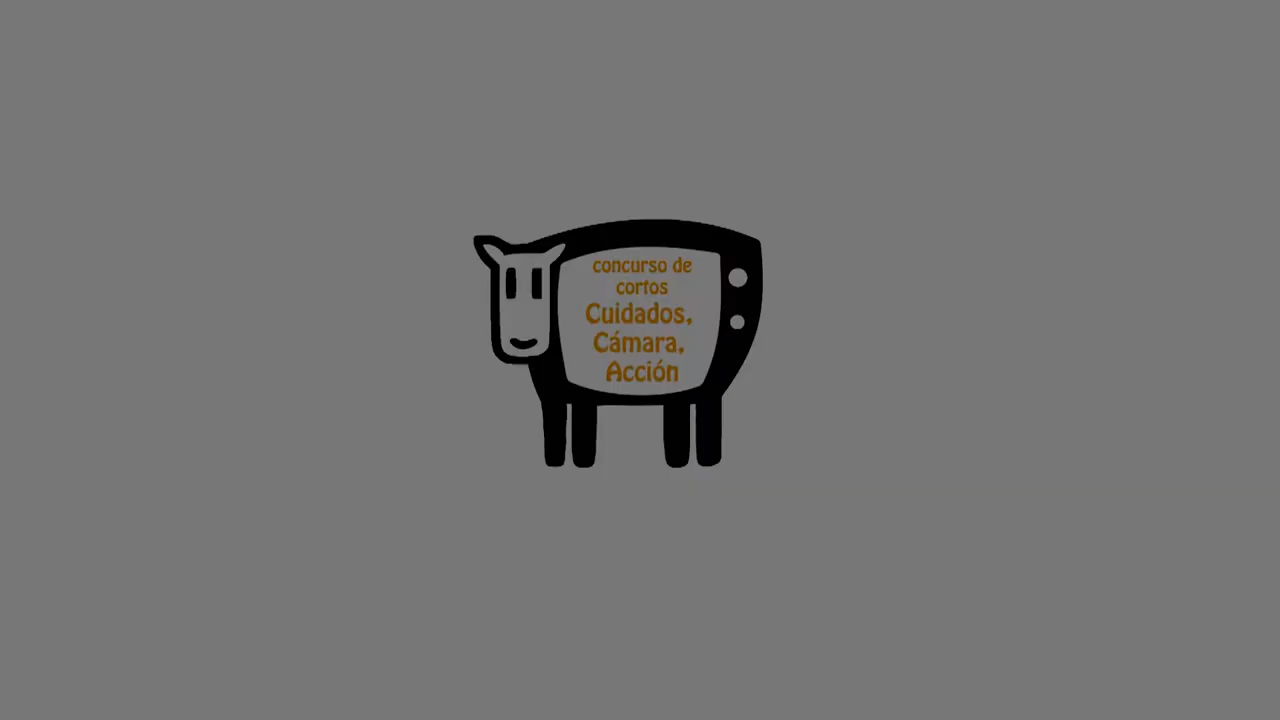 concurso de
cortos
Cuidados,
Cámara,
Acción